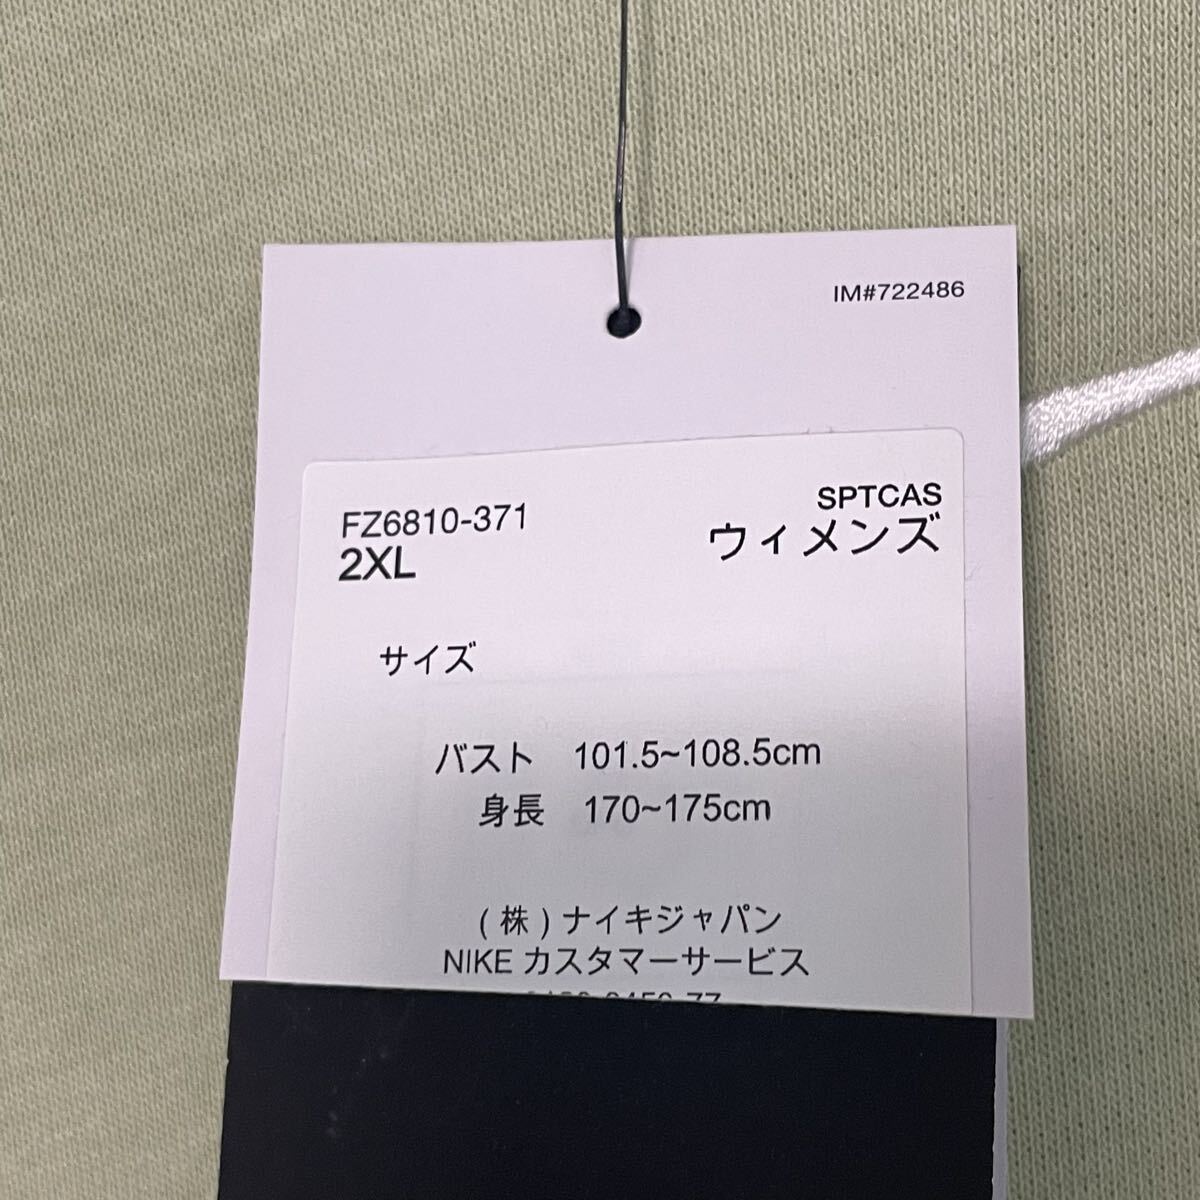 IM#722486
SPTCAS
FZ6810-371
ウィメンズ
2XL
サイズ
バスト 101.5~108.5cm
身長 170~175cm
(株)ナイキジャパン
NIKE カスタマーサービス